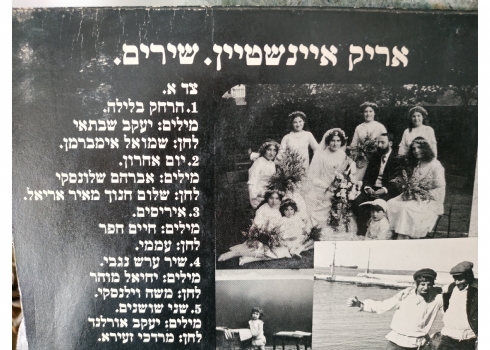 אריק איינשטיין. שירים.
צד א.
1. הרחק בלילה.
מילים: יעקב שבתאי
לחן: שמואל אימברמן.
2. יום אחרון.
מילים: אברהם שלונסקי
לחן: שלום חנוך מאיר אריאל.
3. איריסים.
מילים: חיים חפר
לחן: עממי.
4. שיר ערש נגבי.
מילים: יחיאל מוהר
לחן: משה וילנסקי.
5. שני שושנים.
מילים: יעקב אורלנד
לחן: מרדכי זעירא.